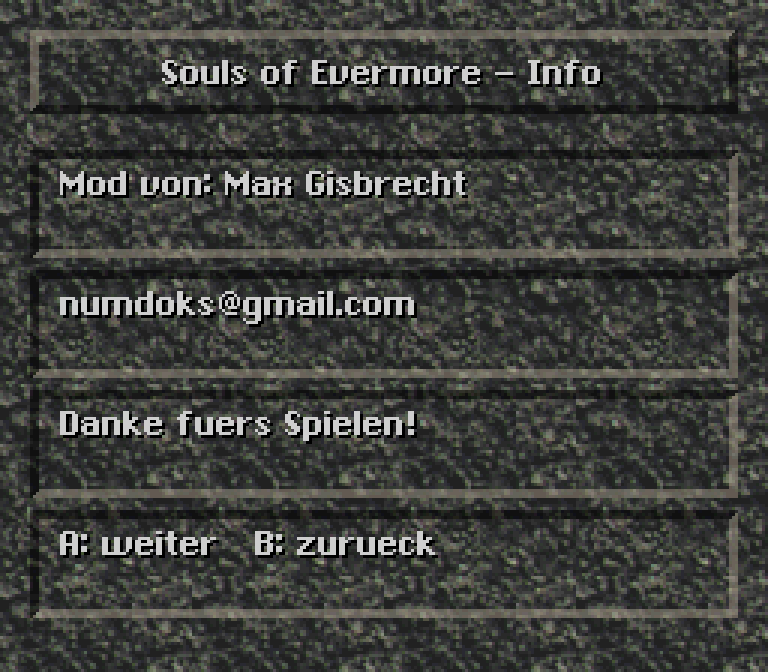 Souls of Evermore - Info
Mod von: Max Gisbrecht
numdoks@gmail.com
Danke fuers Spielen!
A: weiter B: zurueck